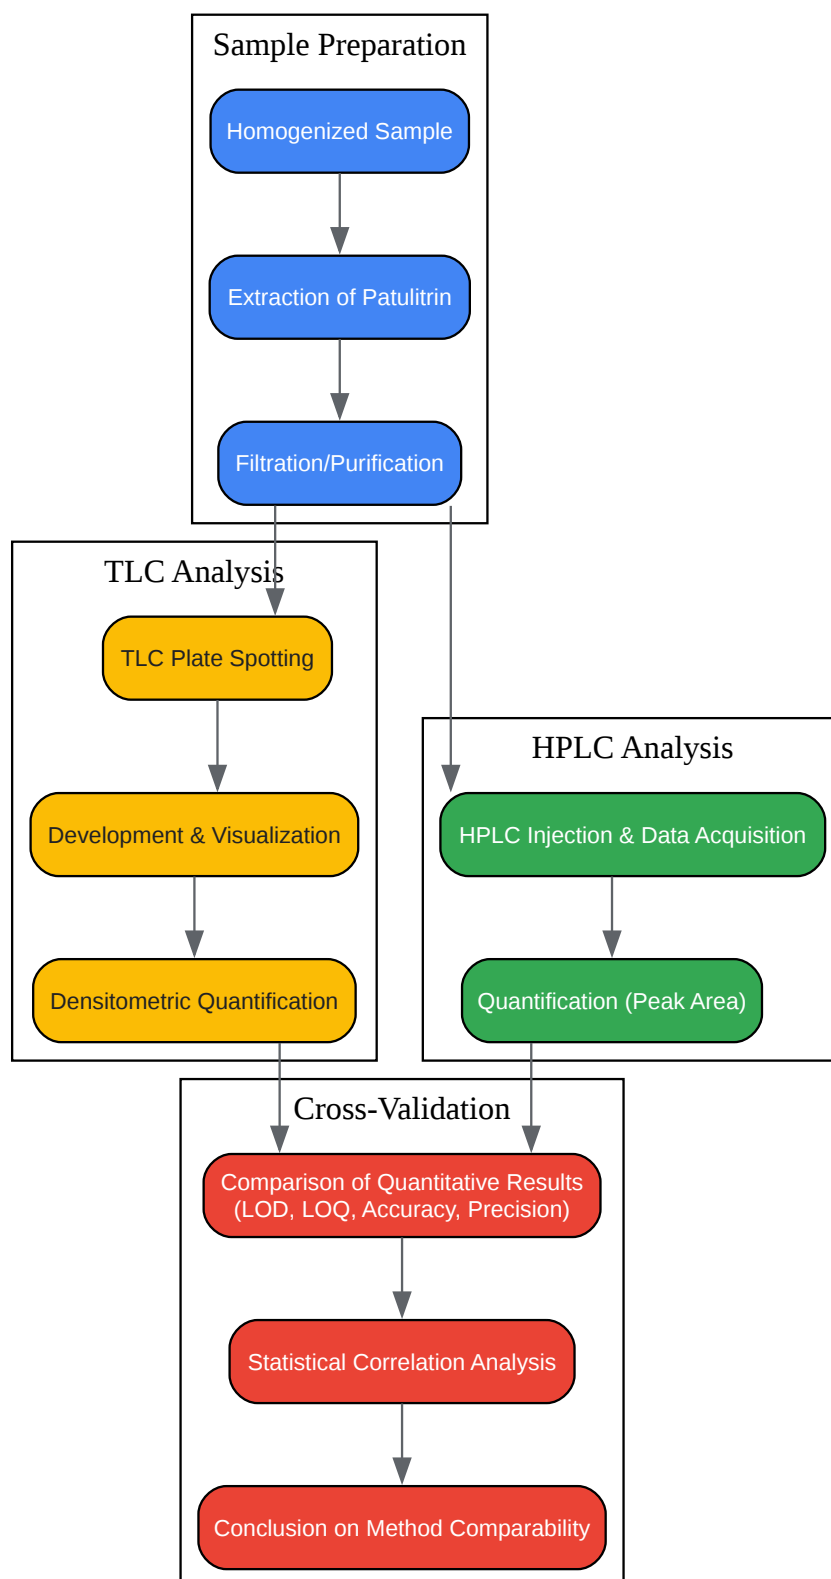 Sample Preparation
Homogenized Sample
Extraction of Patulitrin
Filtration/Purification
TLC Analysis
TLC Plate Spotting
Development & Visualization
Densitometric Quantification
HPLC Analysis
HPLC Injection & Data Acquisition
Quantification (Peak Area)
Cross-Validation
Comparison of Quantitative Results
(LOD, LOQ, Accuracy, Precision)
Statistical Correlation Analysis
Conclusion on Method Comparability